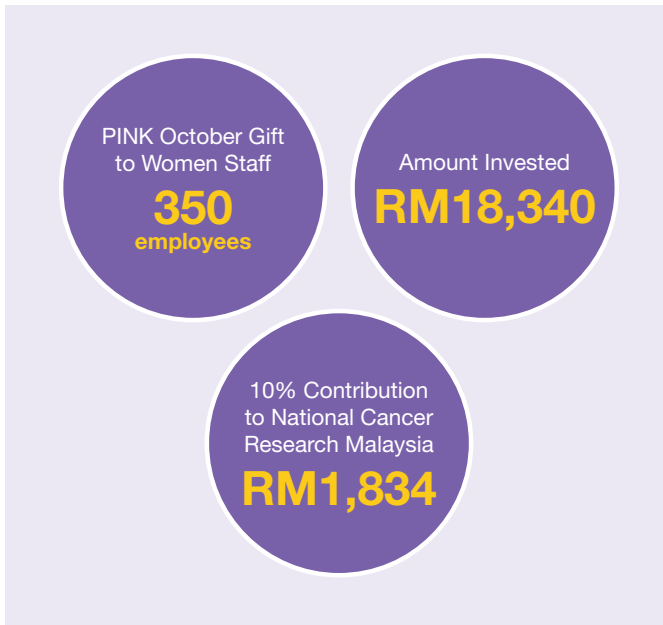 PINK October Gift
to Women Staff
350
employees
Amount Invested
RM18,340
10% Contribution
to National Cancer
Research Malaysia
RM1,834